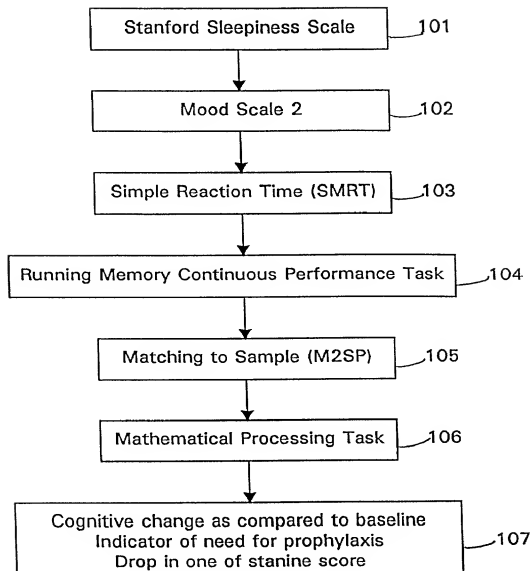 Stanford Sleepiness Scale 101
Mood Scale 2 102
Simple Reaction Time (SMRT) 103
Running Memory Continuous Performance Task 104
Matching to Sample (M2SP) 105
Mathematical Processing Task 106
Cognitive change as compared to baseline
Indicator of need for prophylaxis 107
Drop in one of stanine score